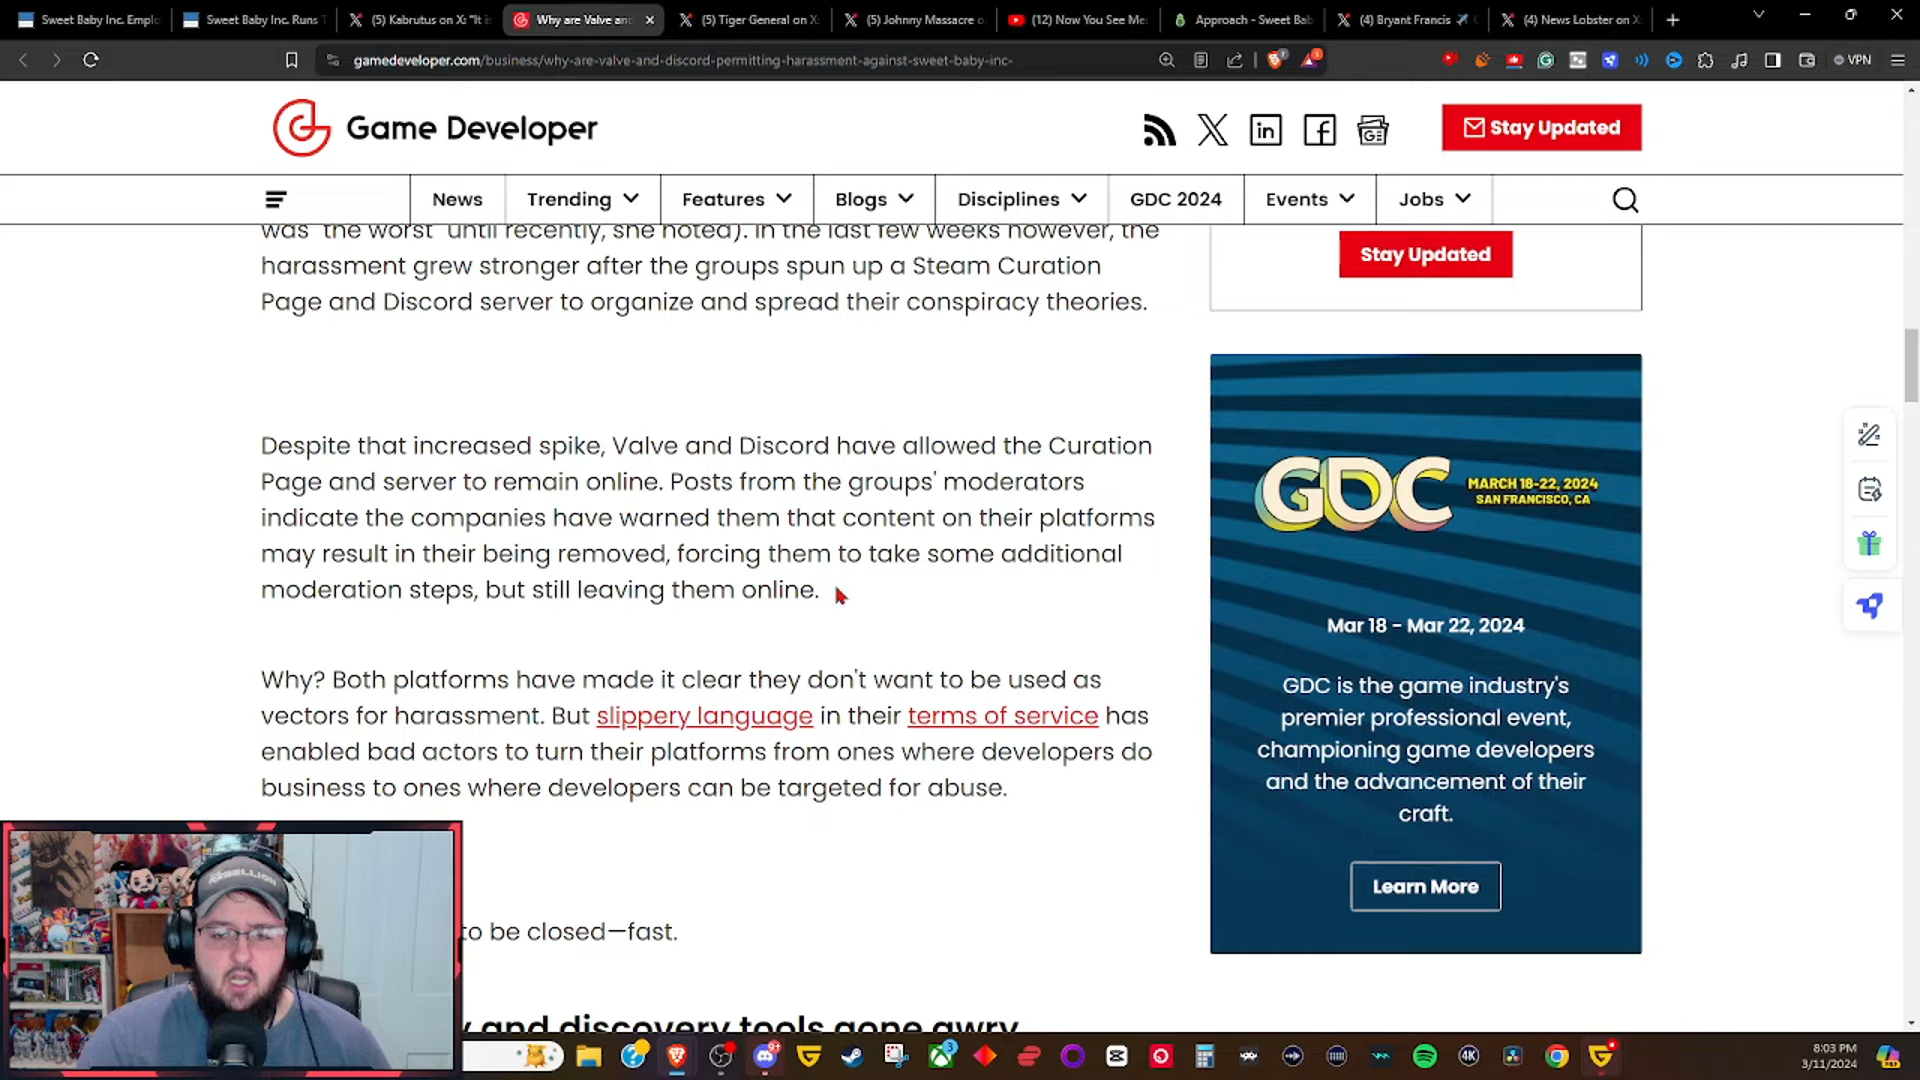 Sweet Baby Inc. Emplo
Sweet Baby Inc. Runs
(5) Kabrutus on X: "It is
Why are Valve and
(5) Tiger General on X:
(5) Johnny Massacre o
(12) Now You See Me
Approach - Sweet Bab
(4) Bryant Francis
(4) News Lobster on X
gamedeveloper.com/business/why-are-valve-and-discord-permitting-harassment-against-sweet-baby-inc-
VPN
Game Developer
Stay Updated
News
Trending
Features
Blogs
Disciplines
GDC 2024
Events
Jobs
was "the worst" until recently, she noted). In the last few weeks however, the
harassment grew stronger after the groups spun up a Steam Curation
Page and Discord server to organize and spread their conspiracy theories.
Stay Updated
Despite that increased spike, Valve and Discord have allowed the Curation
Page and server to remain online. Posts from the groups' moderators
indicate the companies have warned them that content on their platforms
may result in their being removed, forcing them to take some additional
moderation steps, but still leaving them online.
Why? Both platforms have made it clear they don't want to be used as
vectors for harassment. But slippery language in their terms of service has
enabled bad actors to turn their platforms from ones where developers do
business to ones where developers can be targeted for abuse.
to be closed—fast.
y and discovery tools gone awry
GDC
MARCH 18-22, 2024
SAN FRANCISCO, CA
Mar 18 - Mar 22, 2024
GDC is the game industry's
premier professional event,
championing game developers
and the advancement of their
craft.
Learn More
REBELLION
4K
8:03 PM
3/11/2024